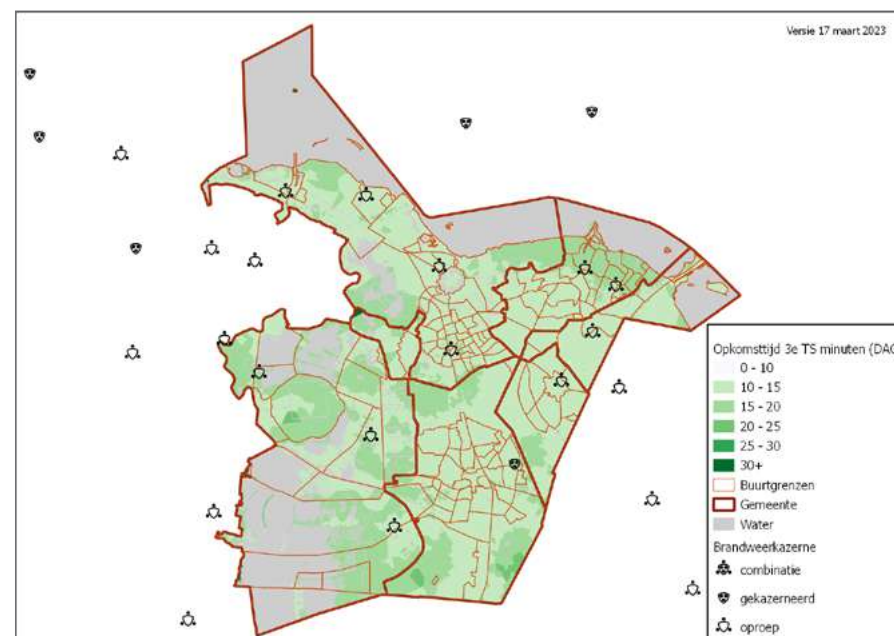 Versie 17 maart 2023
Opkomsttijd 3e TS minuten (DAG
0 - 10
10 - 15
15 - 20
20 - 25
25 - 30
30+
Buurtgrenzen
Gemeente
Water
Brandweerkazerne
combinatie
gekazerneerd
oproep